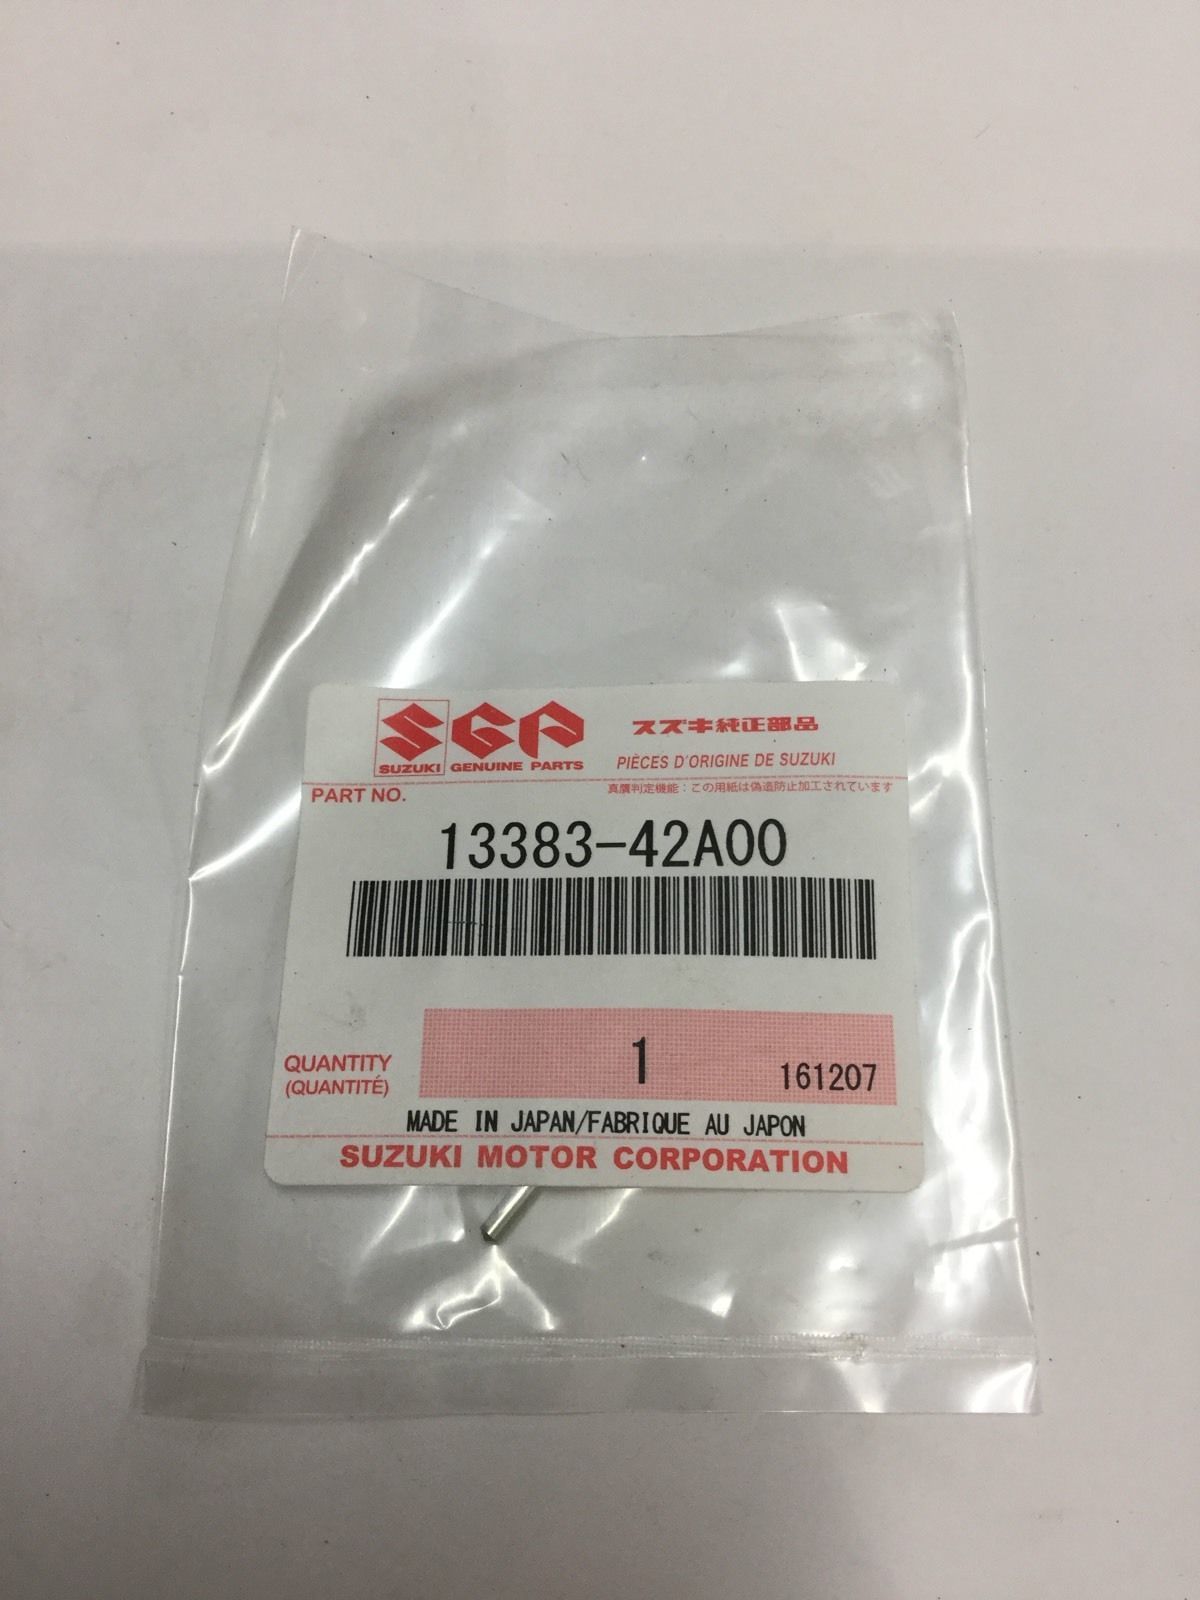 SGP
SUZUKI GENUINE PARTS
スズキ純正部品
PIÈCES D'ORIGINE DE SUZUKI
真贋判定機能：この用紙は偽造防止加工されています
PART NO.
13383-42A00
QUANTITY
(QUANTITÉ)
1
161207
MADE IN JAPAN/FABRIQUE AU JAPON
SUZUKI MOTOR CORPORATION